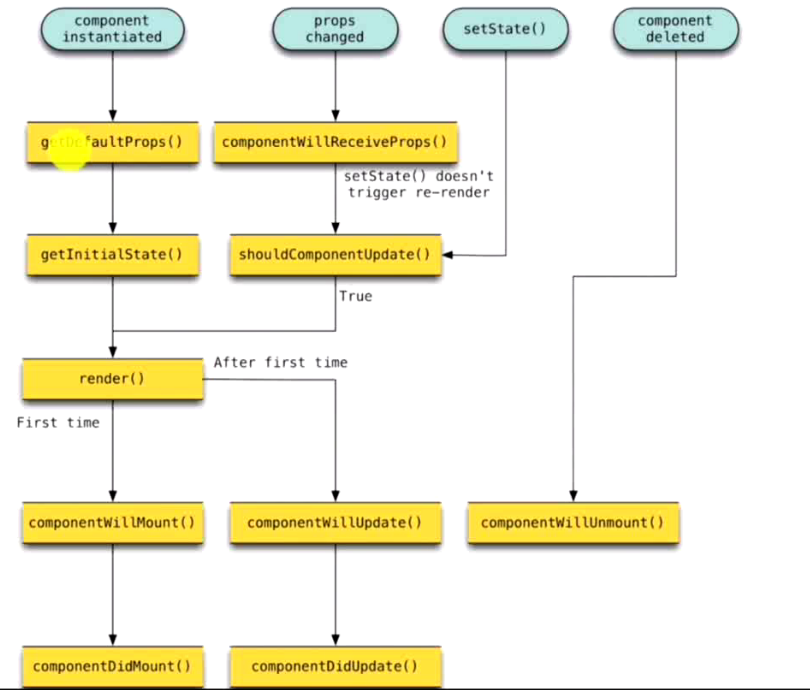 component
instantiated
props
changed
setState()
component
deleted
getDefaultProps()
componentWillReceiveProps()
setState() doesn't
trigger re-render
getInitialState()
shouldComponentUpdate()
True
After first time
render()
First time
componentWillMount()
componentWillUpdate()
componentWillUnmount()
componentDidMount()
componentDidUpdate()